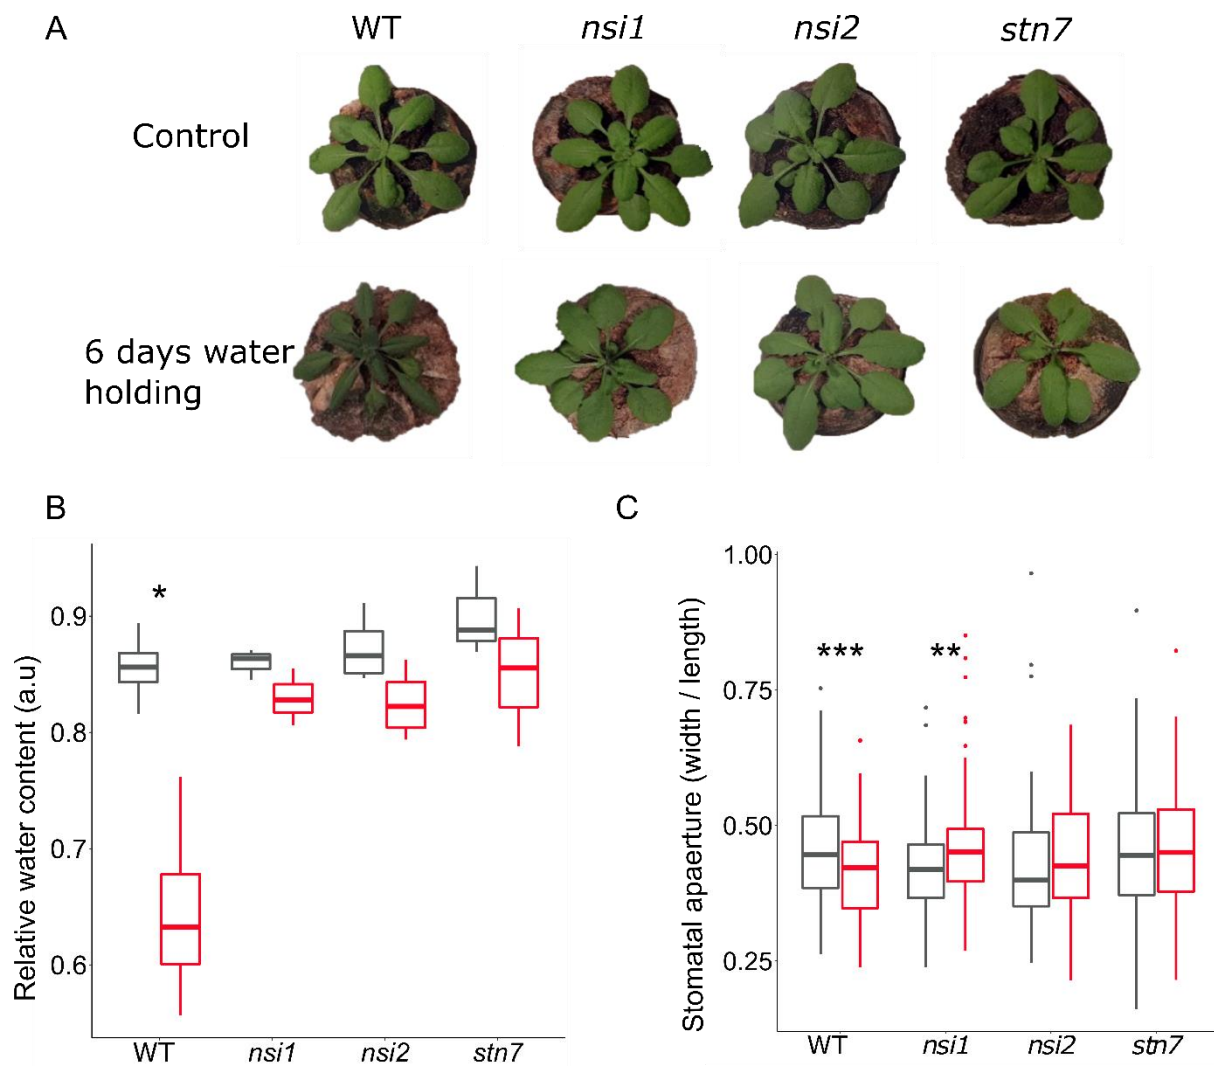 A
WT nsi1 nsi2 stn7
Control
6 days water
holding
B
C
Relative water content (a.u)
0.9
0.8
0.7
0.6
*
WT nsi1 nsi2 stn7
Stomatal apaerture (width / length)
1.00
0.75
0.50
0.25
*** **
WT nsi1 nsi2 stn7